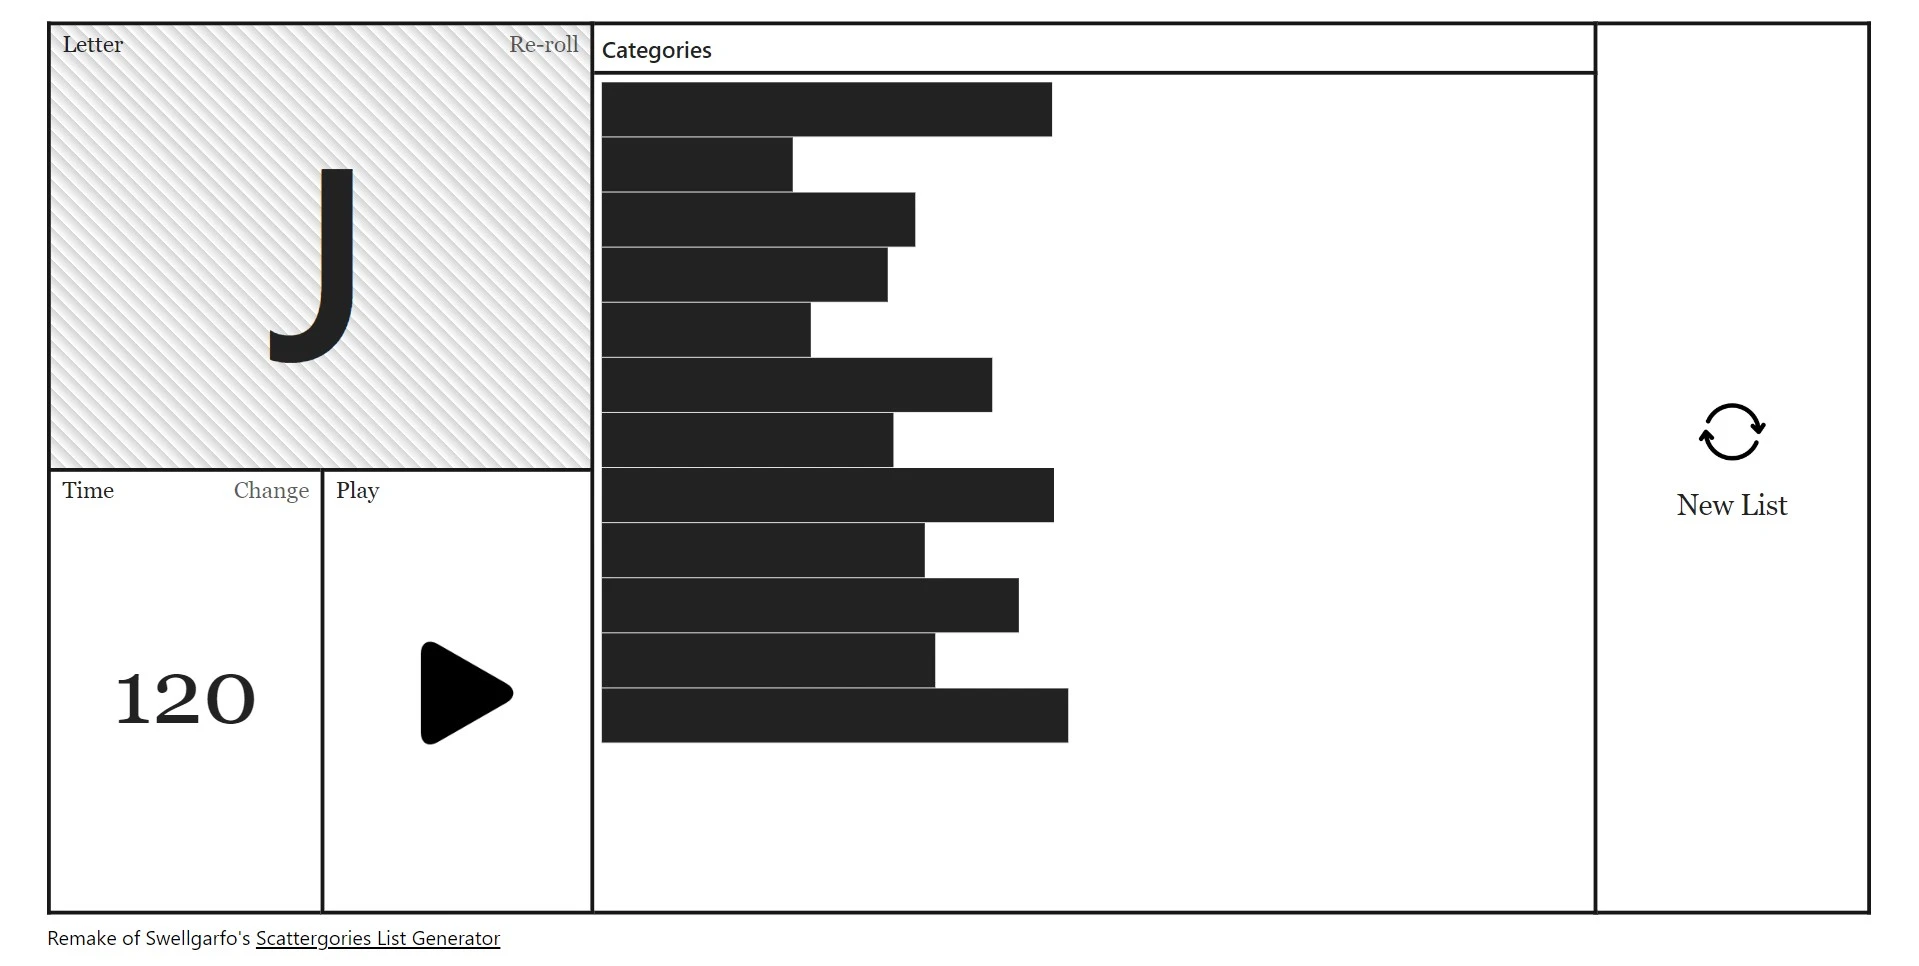 Letter
Re-roll
J
Time
Change
120
Play
Categories
New List
Remake of Swellgarfo's Scattergories List Generator